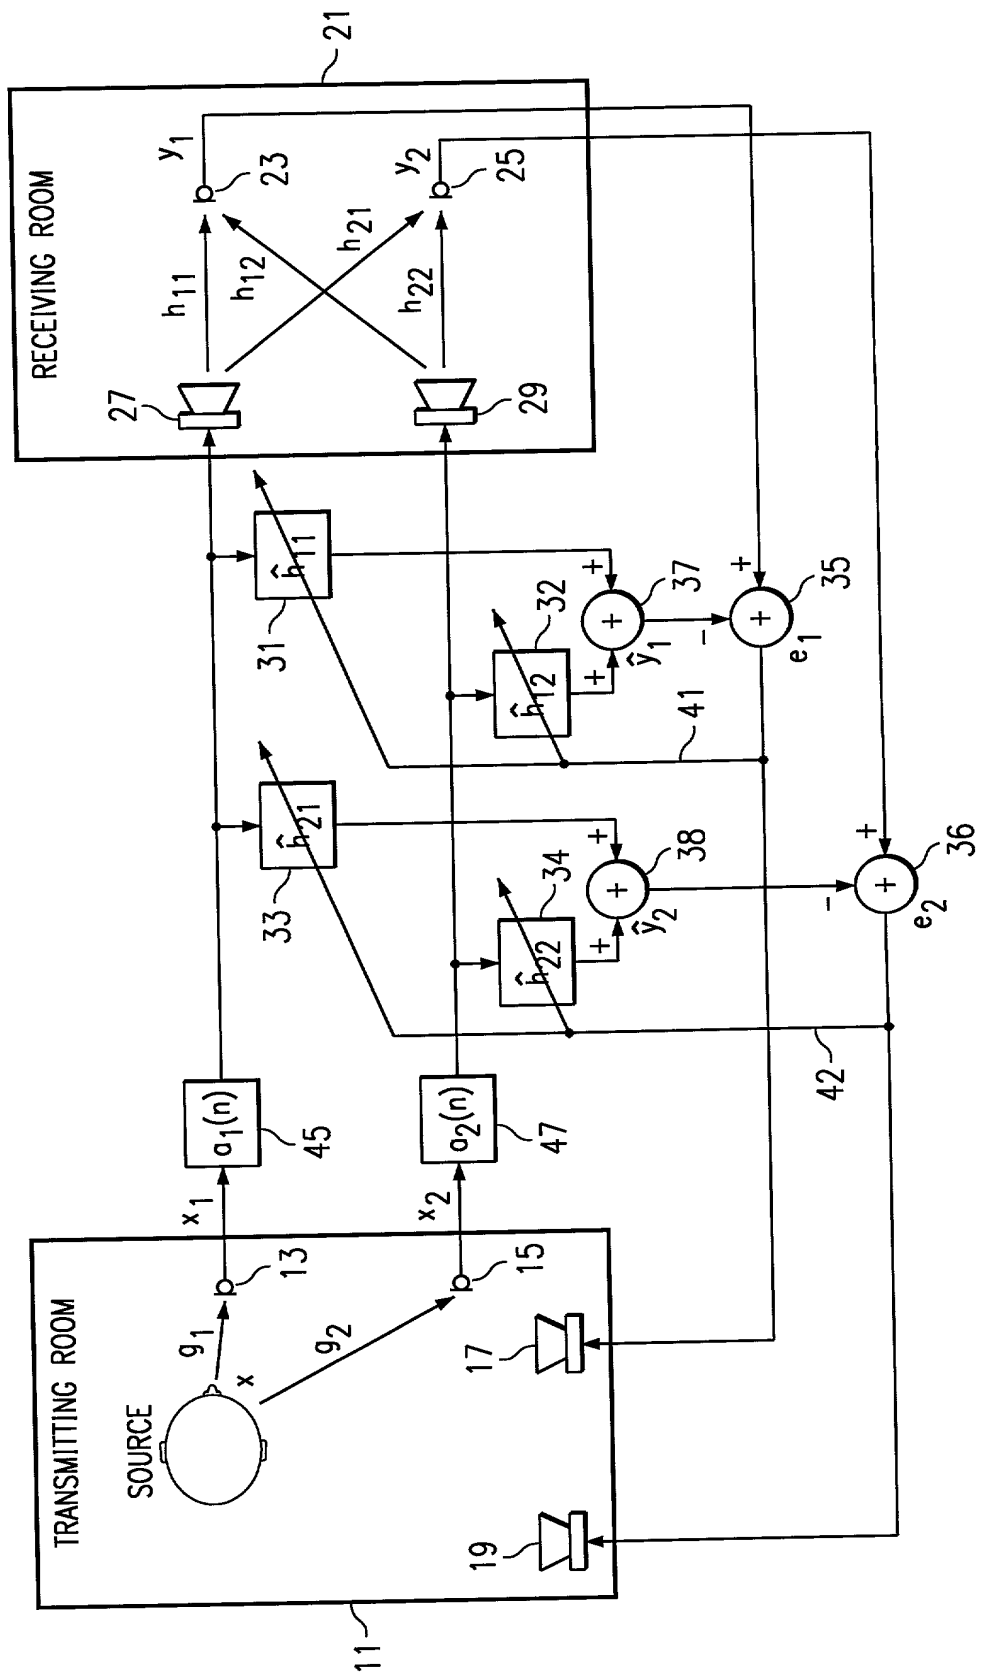 TRANSMITTING ROOM
SOURCE
x
g1
g2
11
13
15
17
19
x1
x2
a1(n)
45
a2(n)
47
ĥ21
33
ĥ22
34
+
+
+
38
ŷ2
ĥ11
31
ĥ12
32
+
+
+
37
ŷ1
42
41
−
+
+
36
e2
−
+
+
35
e1
RECEIVING ROOM
21
27
29
h11
h12
h21
h22
y1
23
y2
25